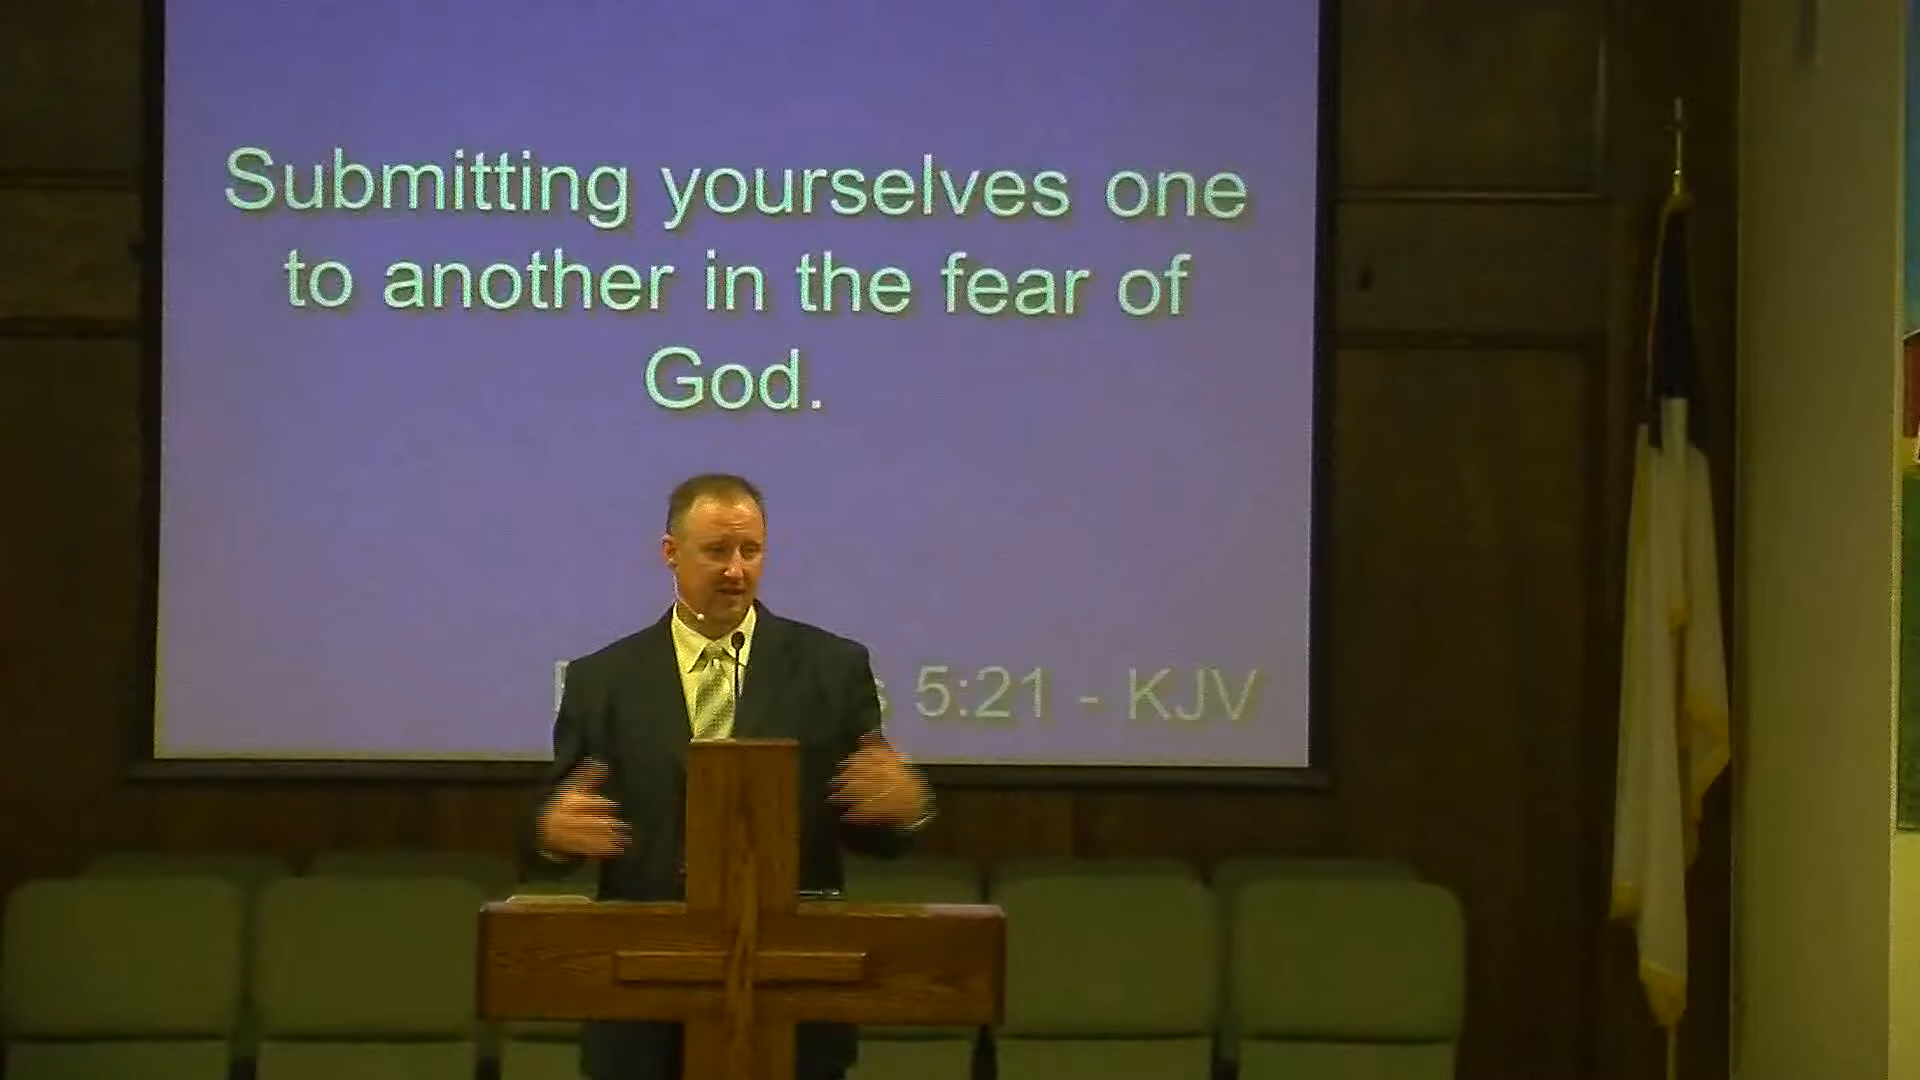 Submitting yourselves one
to another in the fear of
God.
5:21 - KJV